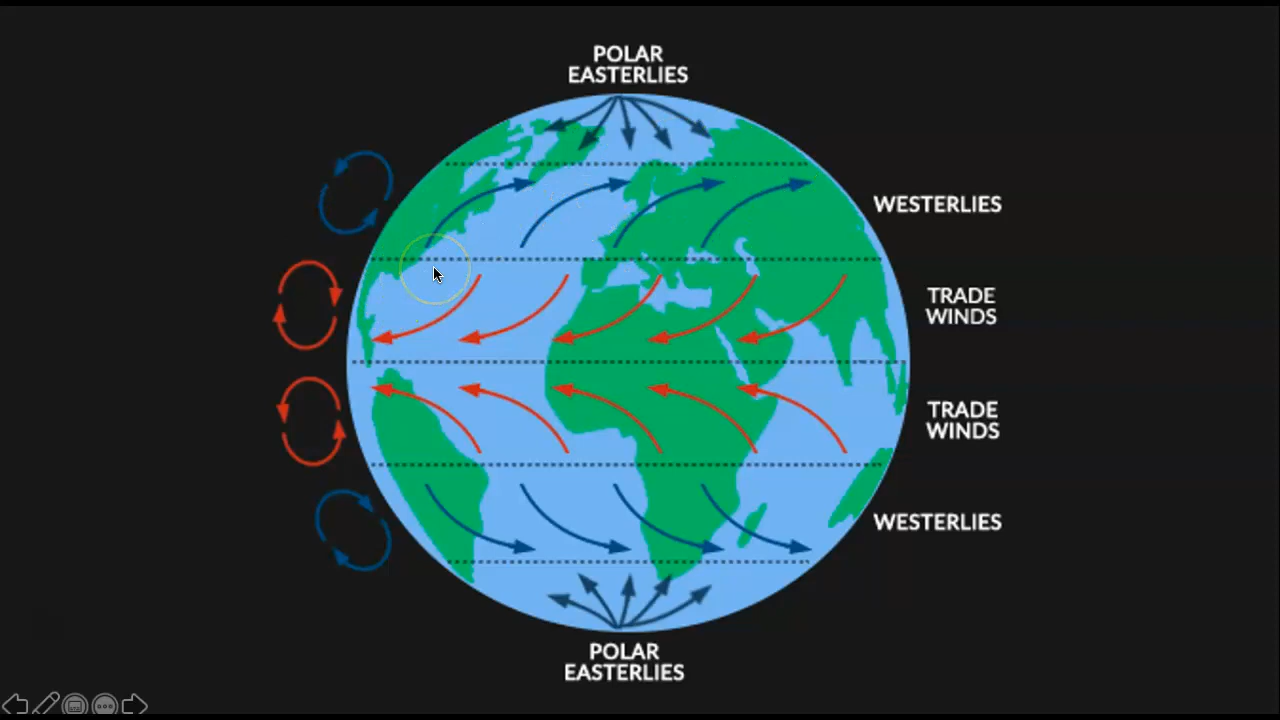 POLAR
EASTERLIES
WESTERLIES
TRADE
WINDS
TRADE
WINDS
WESTERLIES
POLAR
EASTERLIES